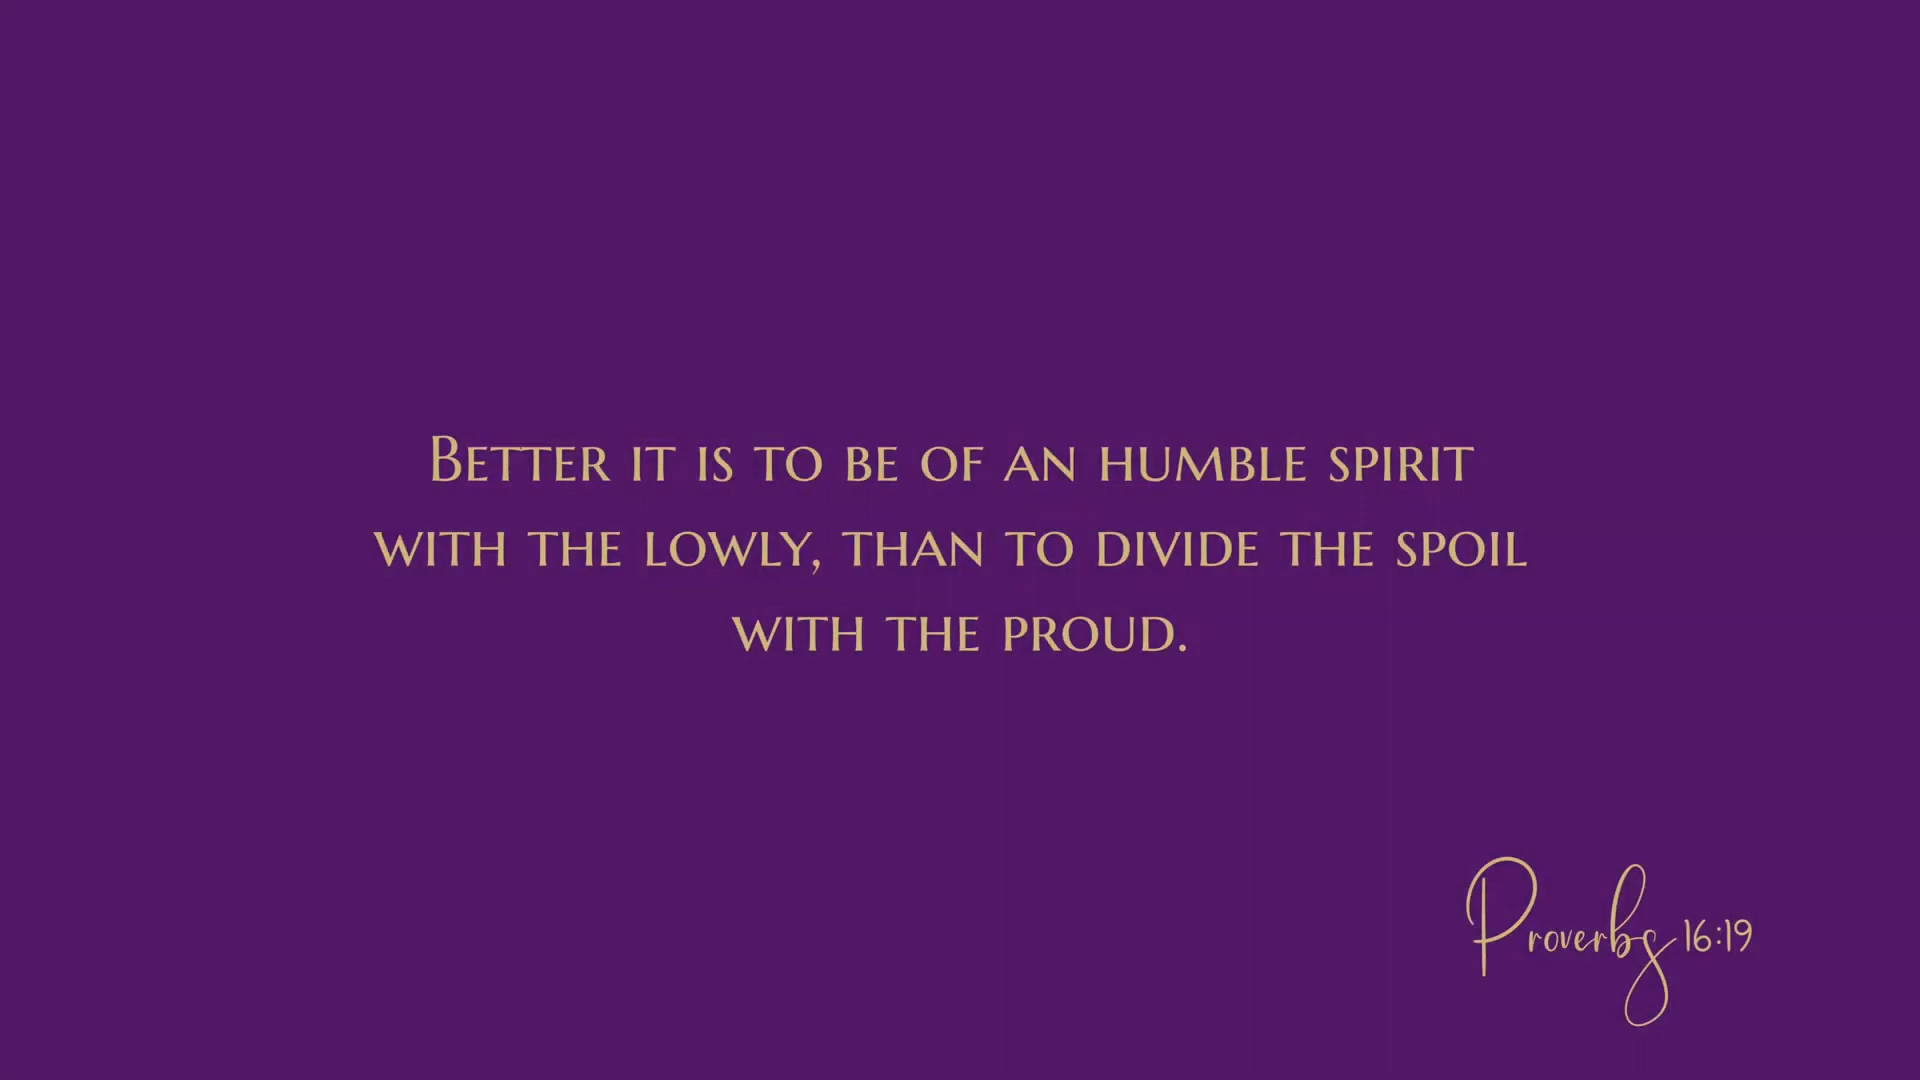 Better it is to be of an humble spirit
with the lowly, than to divide the spoil
with the proud.
Proverbs 16:19